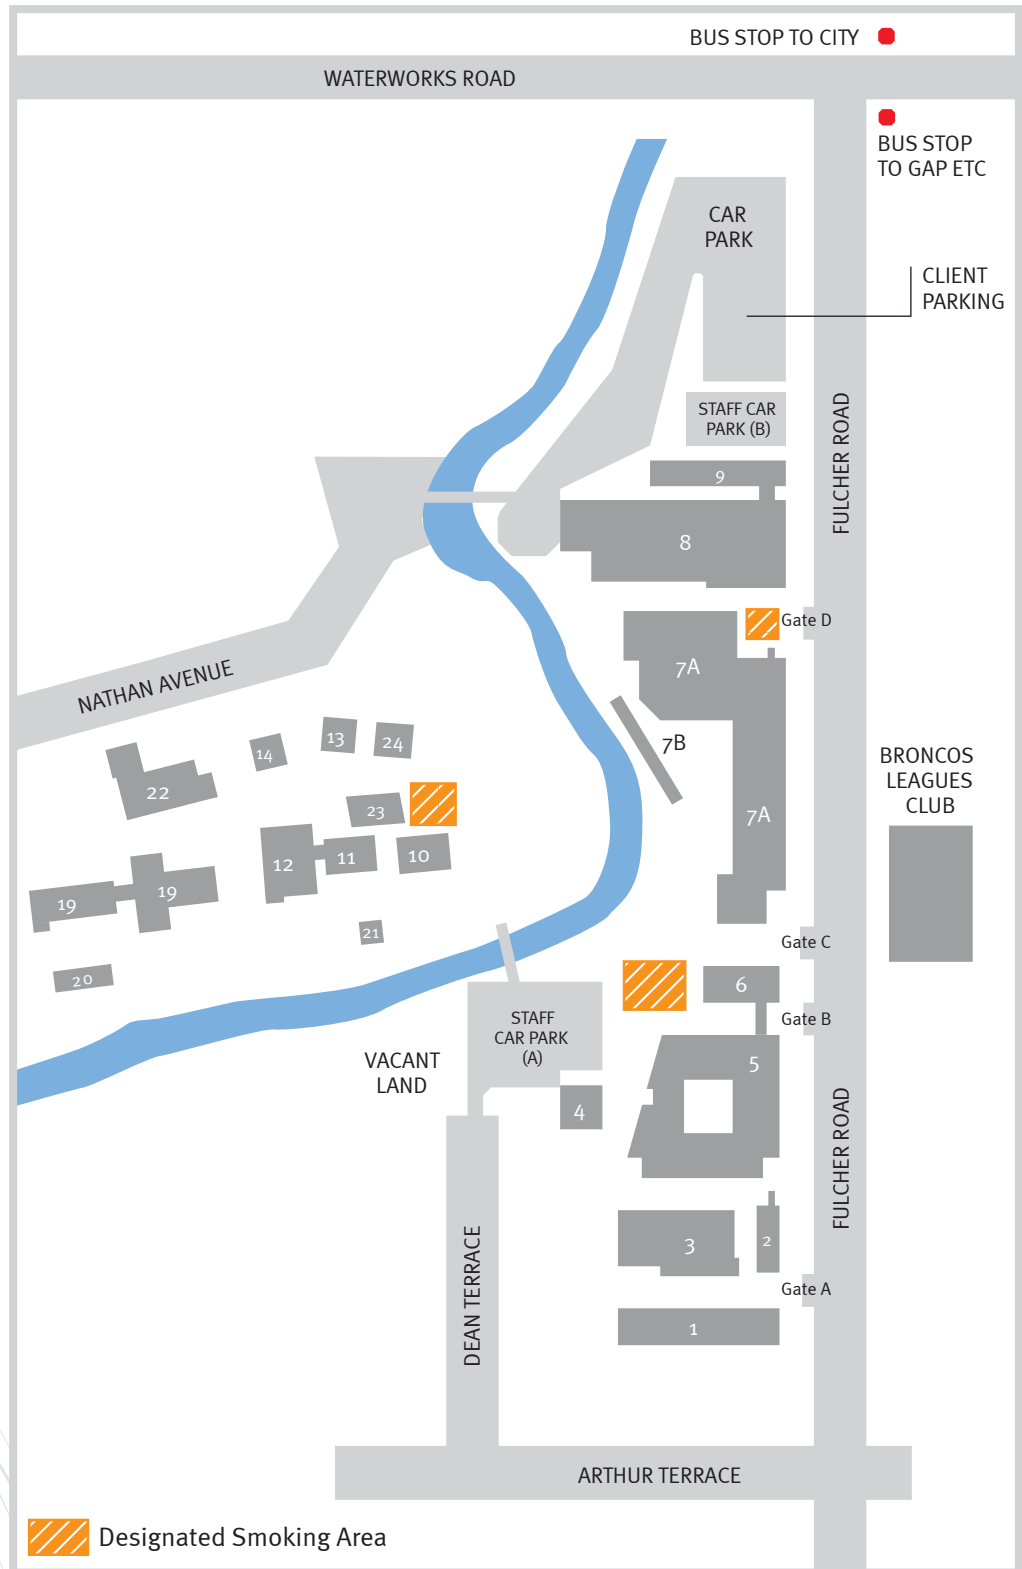 BUS STOP TO CITY
WATERWORKS ROAD
BUS STOP
TO GAP ETC
CAR
PARK
CLIENT
PARKING
STAFF CAR
PARK (B)
FULCHER ROAD
9
8
Gate D
7A
NATHAN AVENUE
7B
13
24
14
22
BRONCOS
LEAGUES
CLUB
23
7A
12
11
10
19
19
21
Gate C
20
6
STAFF
CAR PARK
(A)
Gate B
VACANT
LAND
5
4
FULCHER ROAD
3
2
DEAN TERRACE
Gate A
1
ARTHUR TERRACE
Designated Smoking Area